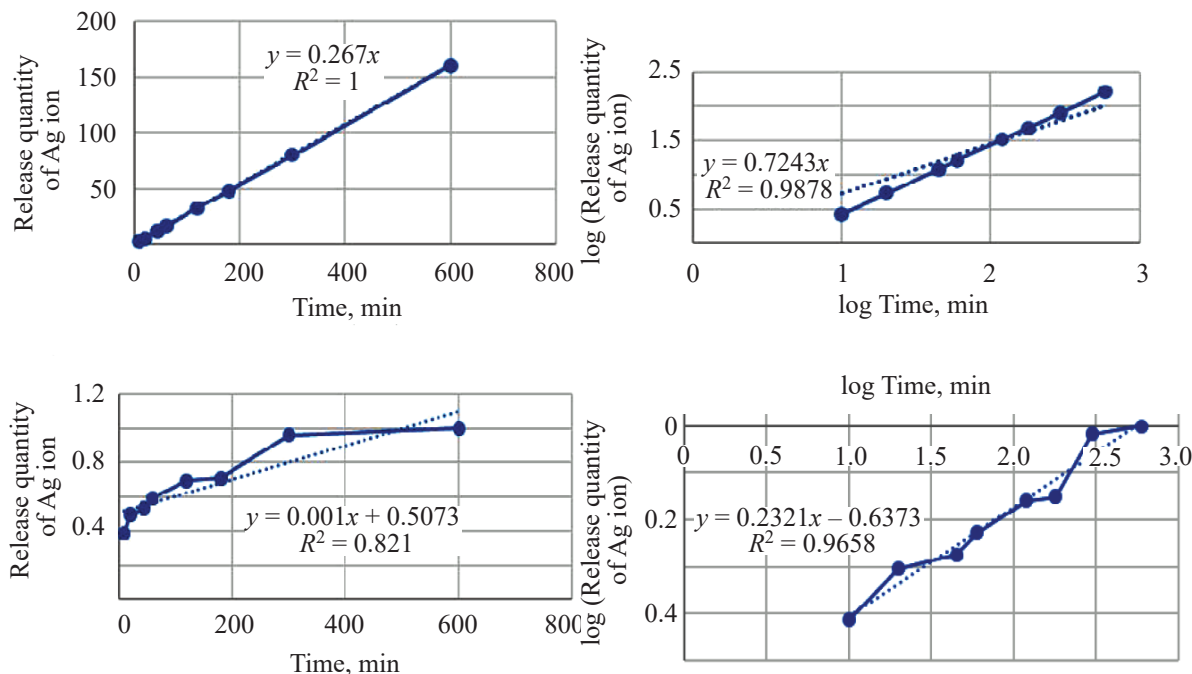 200
150
100
50
Release quantity
of Ag ion
y = 0.267x
R² = 1
0 200 400 600 800
Time, min
2.5
1.5
0.5
log (Release quantity
of Ag ion)
y = 0.7243x
R² = 0.9878
0 1 2 3
log Time, min
1.2
0.8
0.4
Release quantity
of Ag ion
y = 0.001x + 0.5073
R² = 0.821
0 200 400 600 800
Time, min
log Time, min
0
0.2
0.4
log (Release quantity
of Ag ion)
0 0.5 1.0 1.5 2.0 2.5 3.0
y = 0.2321x – 0.6373
R² = 0.9658